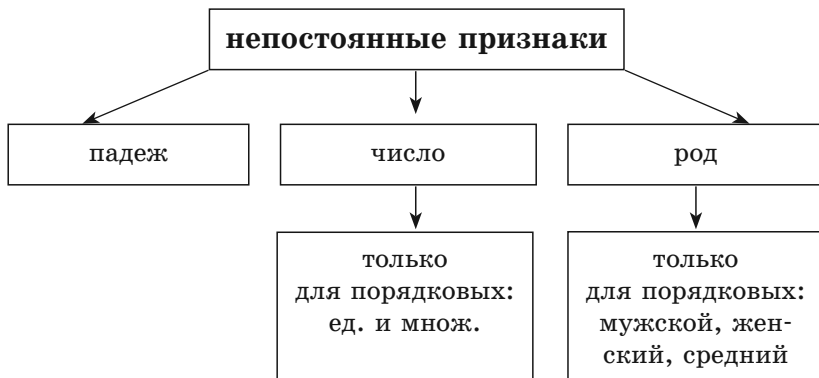 непостоянные признаки
падеж
число
род
только
для порядковых:
ед. и множ.
только
для порядковых:
мужской, жен-
ский, средний